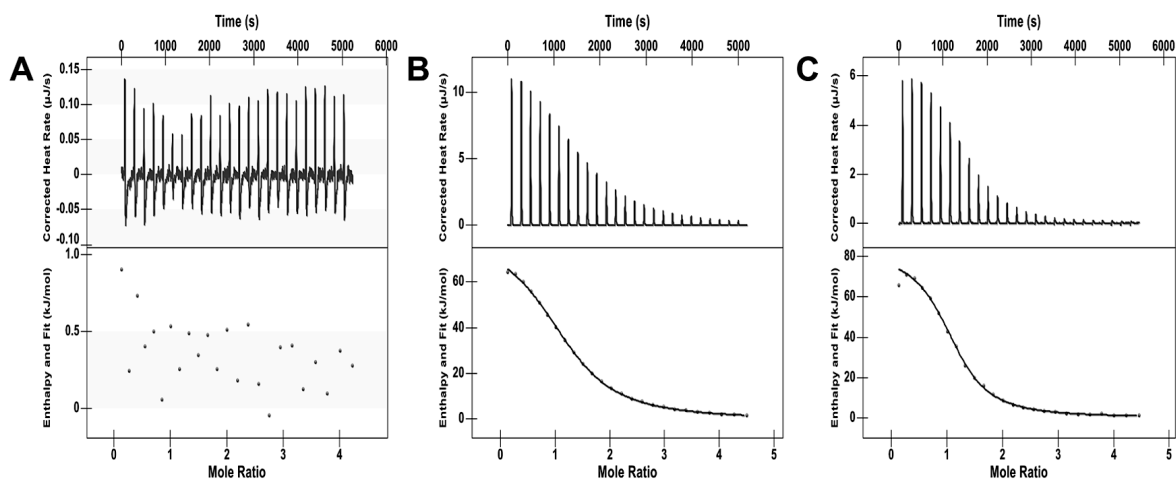 Time (s)
Time (s)
Time (s)
0 1000 2000 3000 4000 5000 6000
0 1000 2000 3000 4000 5000
0 1000 2000 3000 4000 5000 6000
A
B
C
Corrected Heat Rate (µJ/s)
0.15
0.10
0.05
0
-0.05
-0.10
Corrected Heat Rate (µJ/s)
10
5
0
Corrected Heat Rate (µJ/s)
6
4
2
0
Enthalpy and Fit (kJ/mol)
1.0
0.5
0
Enthalpy and Fit (kJ/mol)
60
40
20
0
Enthalpy and Fit (kJ/mol)
80
60
40
20
0
0 1 2 3 4
0 1 2 3 4 5
0 1 2 3 4 5
Mole Ratio
Mole Ratio
Mole Ratio